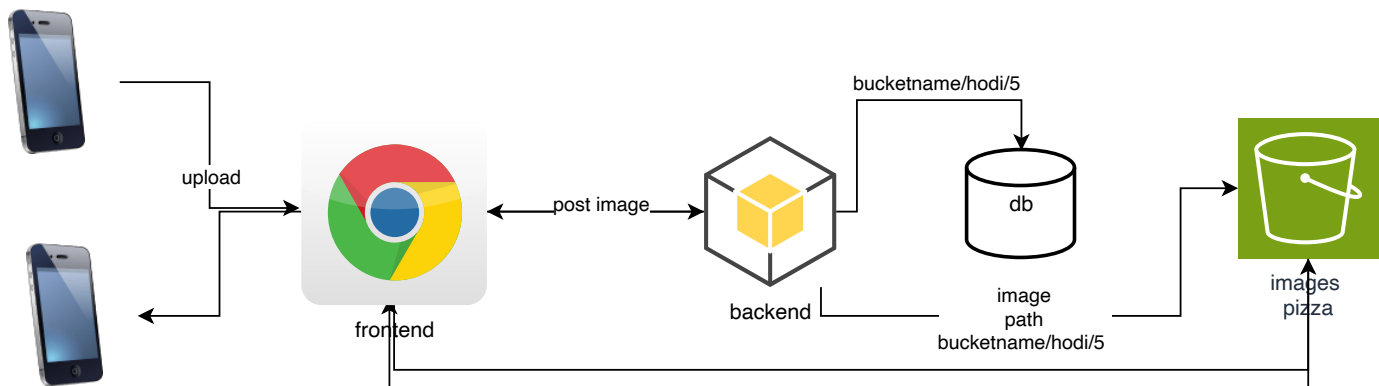 bucketname/hodi/5
upload
post image
db
frontend
backend
image
path
bucketname/hodi/5
images
pizza